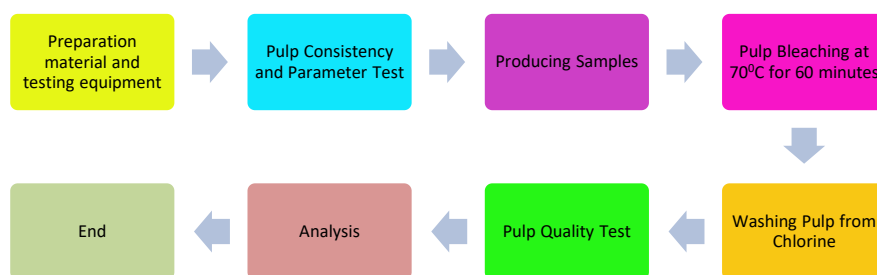 Preparation
material and
testing equipment
Pulp Consistency
and Parameter Test
Producing Samples
Pulp Bleaching at
70⁰C for 60 minutes
Washing Pulp from
Chlorine
Pulp Quality Test
Analysis
End